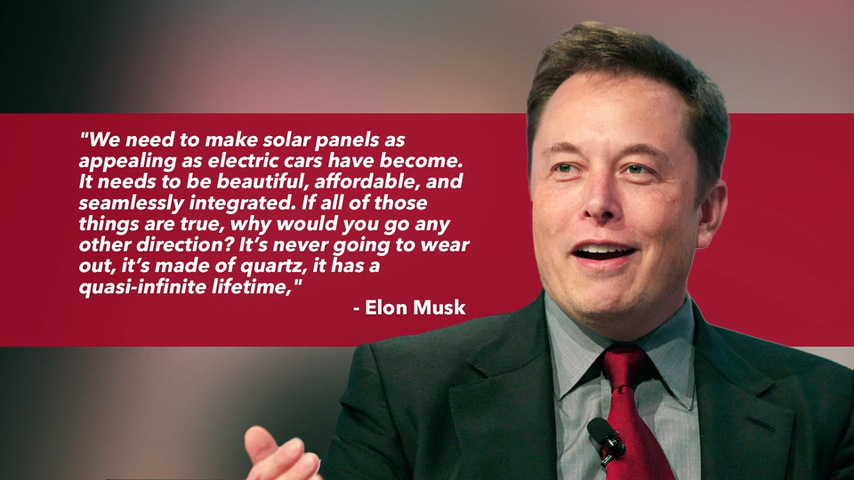 "We need to make solar panels as
appealing as electric cars have become.
It needs to be beautiful, affordable, and
seamlessly integrated. If all of those
things are true, why would you go any
other direction? It’s never going to wear
out, it’s made of quartz, it has a
quasi-infinite lifetime,"
- Elon Musk